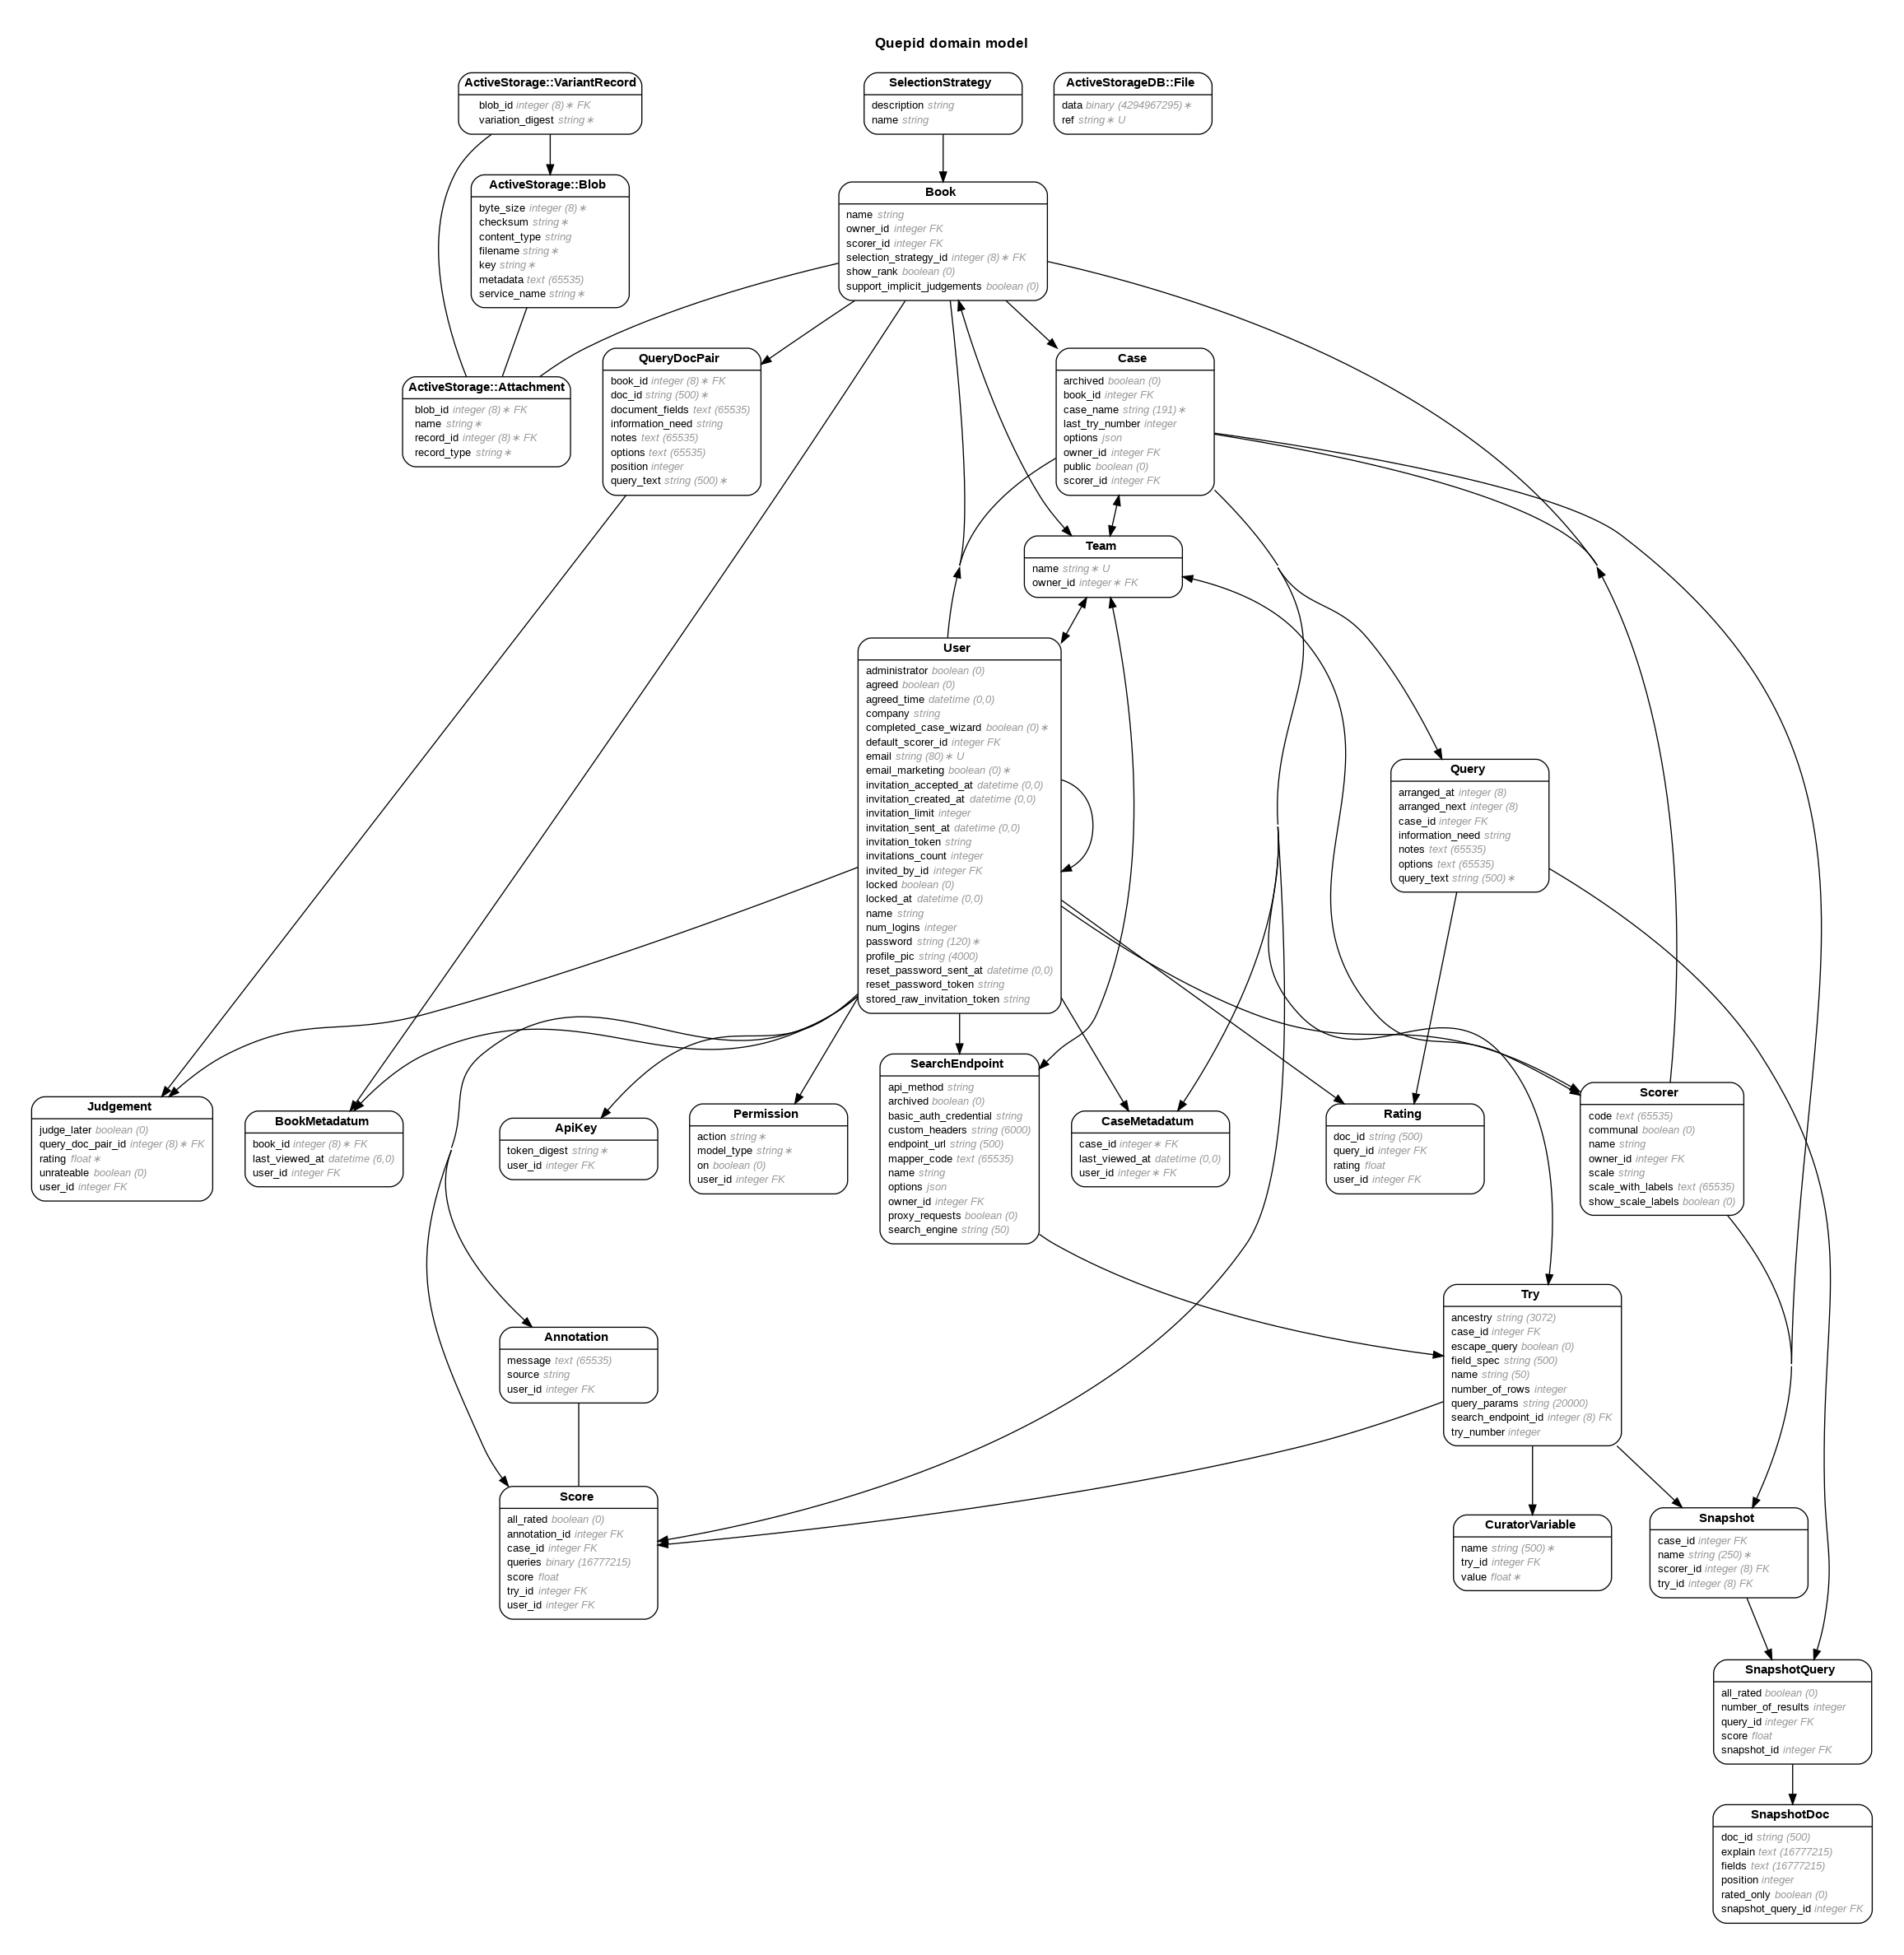 Quepid domain model
ActiveStorage::VariantRecord
blob_id integer (8)∗ FK
variation_digest string∗
SelectionStrategy
description string
name string
ActiveStorageDB::File
data binary (4294967295)∗
ref string∗ U
ActiveStorage::Blob
byte_size integer (8)∗
checksum string∗
content_type string
filename string∗
key string∗
metadata text (65535)
service_name string∗
Book
name string
owner_id integer FK
scorer_id integer FK
selection_strategy_id integer (8)∗ FK
show_rank boolean (0)
support_implicit_judgements boolean (0)
ActiveStorage::Attachment
blob_id integer (8)∗ FK
name string∗
record_id integer (8)∗ FK
record_type string∗
QueryDocPair
book_id integer (8)∗ FK
doc_id string (500)∗
document_fields text (65535)
information_need string
notes text (65535)
options text (65535)
position integer
query_text string (500)∗
Case
archived boolean (0)
book_id integer FK
case_name string (191)∗
last_try_number integer
options json
owner_id integer FK
public boolean (0)
scorer_id integer FK
Team
name string∗ U
owner_id integer∗ FK
User
administrator boolean (0)
agreed boolean (0)
agreed_time datetime (0,0)
company string
completed_case_wizard boolean (0)∗
default_scorer_id integer FK
email string (80)∗ U
email_marketing boolean (0)∗
invitation_accepted_at datetime (0,0)
invitation_created_at datetime (0,0)
invitation_limit integer
invitation_sent_at datetime (0,0)
invitation_token string
invitations_count integer
invited_by_id integer FK
locked boolean (0)
locked_at datetime (0,0)
name string
num_logins integer
password string (120)∗
profile_pic string (4000)
reset_password_sent_at datetime (0,0)
reset_password_token string
stored_raw_invitation_token string
Query
arranged_at integer (8)
arranged_next integer (8)
case_id integer FK
information_need string
notes text (65535)
options text (65535)
query_text string (500)∗
Judgement
judge_later boolean (0)
query_doc_pair_id integer (8)∗ FK
rating float∗
unrateable boolean (0)
user_id integer FK
BookMetadatum
book_id integer (8)∗ FK
last_viewed_at datetime (6,0)
user_id integer FK
ApiKey
token_digest string∗
user_id integer FK
Permission
action string∗
model_type string∗
on boolean (0)
user_id integer FK
SearchEndpoint
api_method string
archived boolean (0)
basic_auth_credential string
custom_headers string (6000)
endpoint_url string (500)
mapper_code text (65535)
name string
options json
owner_id integer FK
proxy_requests boolean (0)
search_engine string (50)
CaseMetadatum
case_id integer∗ FK
last_viewed_at datetime (0,0)
user_id integer∗ FK
Rating
doc_id string (500)
query_id integer FK
rating float
user_id integer FK
Scorer
code text (65535)
communal boolean (0)
name string
owner_id integer FK
scale string
scale_with_labels text (65535)
show_scale_labels boolean (0)
Annotation
message text (65535)
source string
user_id integer FK
Try
ancestry string (3072)
case_id integer FK
escape_query boolean (0)
field_spec string (500)
name string (50)
number_of_rows integer
query_params string (20000)
search_endpoint_id integer (8) FK
try_number integer
Score
all_rated boolean (0)
annotation_id integer FK
case_id integer FK
queries binary (16777215)
score float
try_id integer FK
user_id integer FK
CuratorVariable
name string (500)∗
try_id integer FK
value float∗
Snapshot
case_id integer FK
name string (250)∗
scorer_id integer (8) FK
try_id integer (8) FK
SnapshotQuery
all_rated boolean (0)
number_of_results integer
query_id integer FK
score float
snapshot_id integer FK
SnapshotDoc
doc_id string (500)
explain text (16777215)
fields text (16777215)
position integer
rated_only boolean (0)
snapshot_query_id integer FK